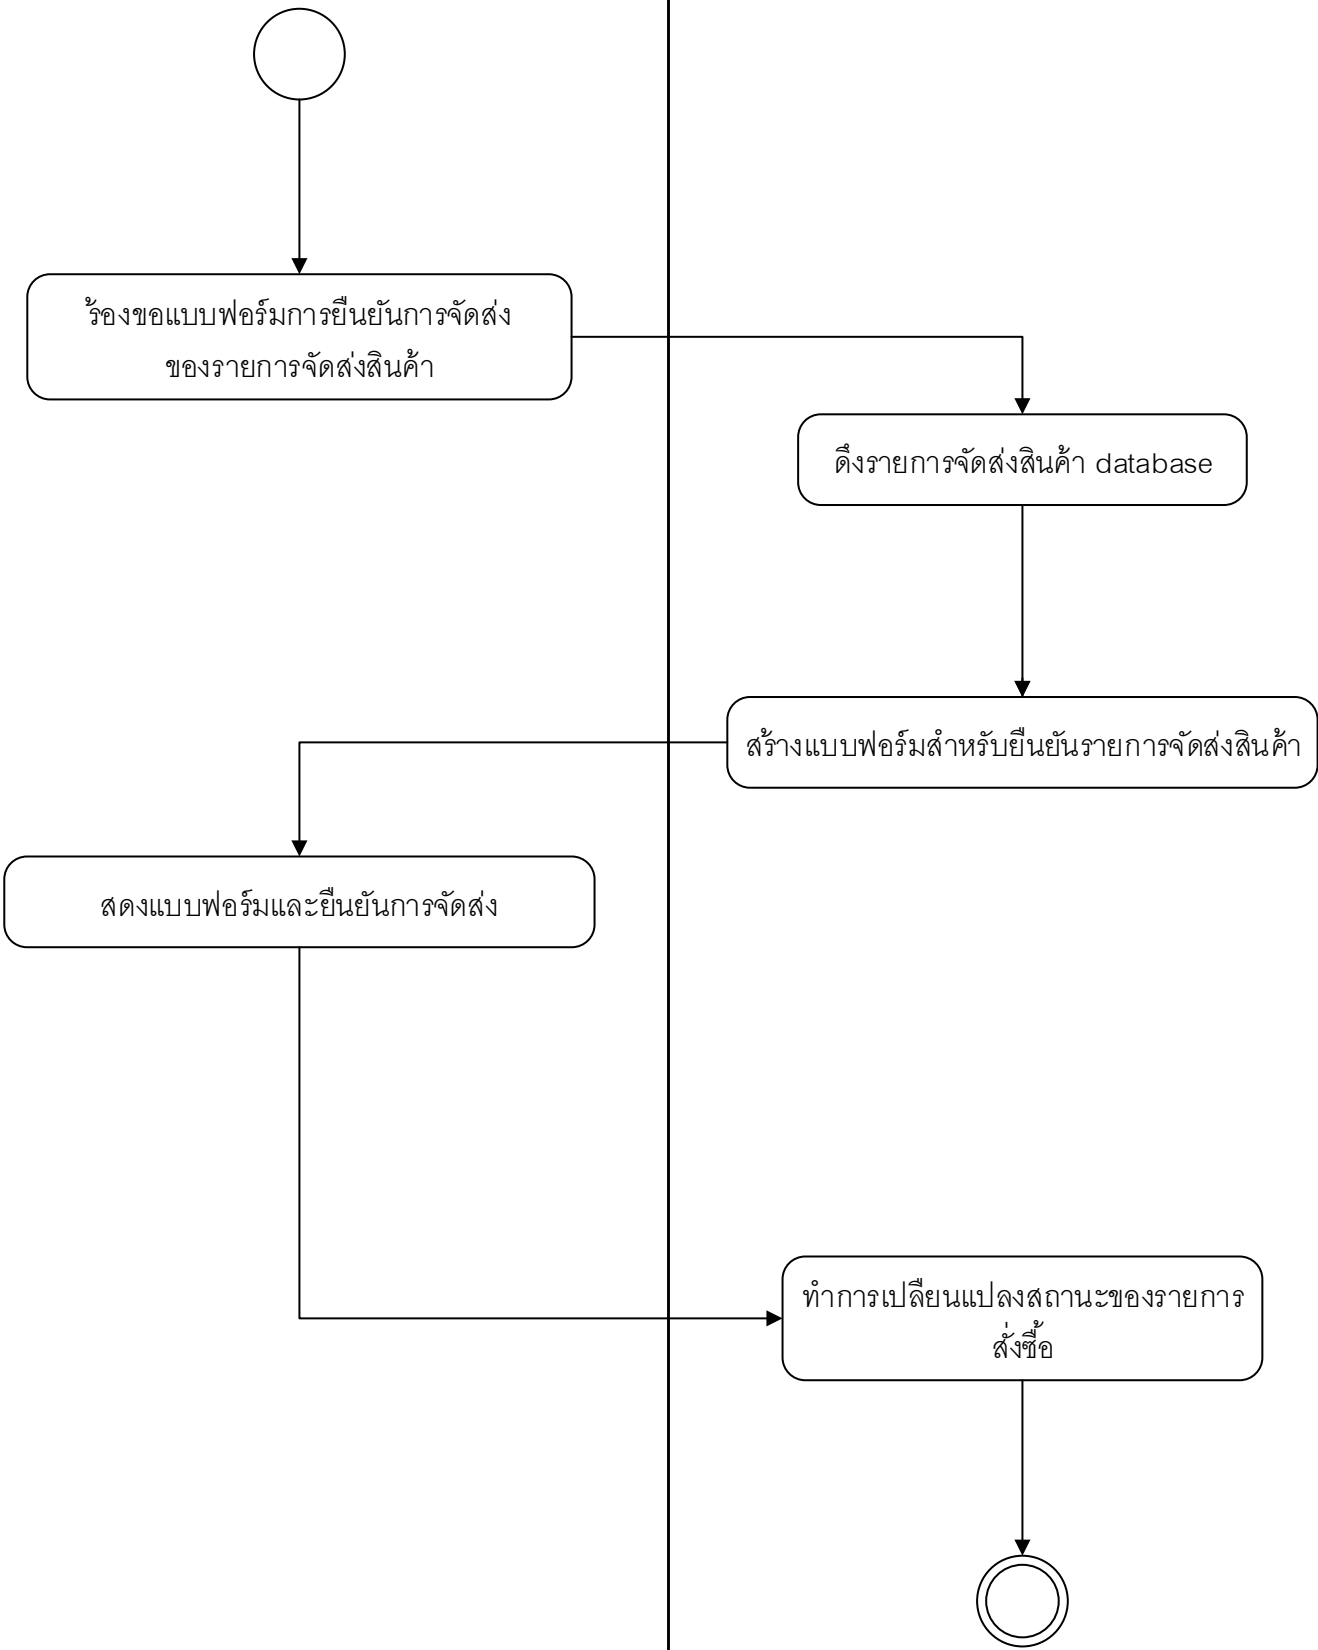 ร้องขอแบบฟอร์มการยืนยันการจัดส่ง
ของรายการจัดส่งสินค้า
ดึงรายการจัดส่งสินค้า database
สร้างแบบฟอร์มสำหรับยืนยันรายการจัดส่งสินค้า
สดงแบบฟอร์มและยืนยันการจัดส่ง
ทำการเปลียนแปลงสถานะของรายการ
สั่งซื้อ